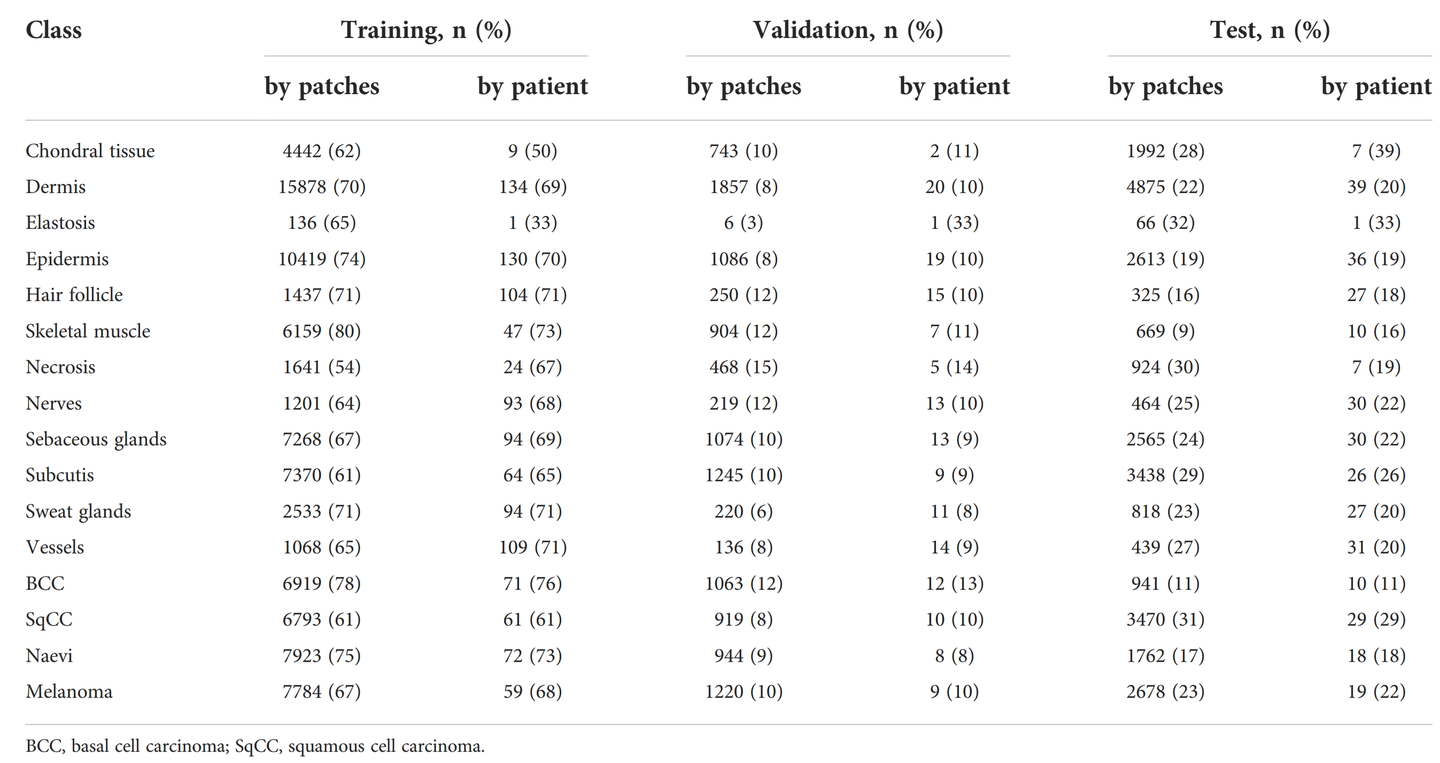 Class Training, n (%) Validation, n (%) Test, n (%)
by patches by patient by patches by patient by patches by patient
Chondral tissue 4442 (62) 9 (50) 743 (10) 2 (11) 1992 (28) 7 (39)
Dermis 15878 (70) 134 (69) 1857 (8) 20 (10) 4875 (22) 39 (20)
Elastosis 136 (65) 1 (33) 6 (3) 1 (33) 66 (32) 1 (33)
Epidermis 10419 (74) 130 (70) 1086 (8) 19 (10) 2613 (19) 36 (19)
Hair follicle 1437 (71) 104 (71) 250 (12) 15 (10) 325 (16) 27 (18)
Skeletal muscle 6159 (80) 47 (73) 904 (12) 7 (11) 669 (9) 10 (16)
Necrosis 1641 (54) 24 (67) 468 (15) 5 (14) 924 (30) 7 (19)
Nerves 1201 (64) 93 (68) 219 (12) 13 (10) 464 (25) 30 (22)
Sebaceous glands 7268 (67) 94 (69) 1074 (10) 13 (9) 2565 (24) 30 (22)
Subcutis 7370 (61) 64 (65) 1245 (10) 9 (9) 3438 (29) 26 (26)
Sweat glands 2533 (71) 94 (71) 220 (6) 11 (8) 818 (23) 27 (20)
Vessels 1068 (65) 109 (71) 136 (8) 14 (9) 439 (27) 31 (20)
BCC 6919 (78) 71 (76) 1063 (12) 12 (13) 941 (11) 10 (11)
SqCC 6793 (61) 61 (61) 919 (8) 10 (10) 3470 (31) 29 (29)
Naevi 7923 (75) 72 (73) 944 (9) 8 (8) 1762 (17) 18 (18)
Melanoma 7784 (67) 59 (68) 1220 (10) 9 (10) 2678 (23) 19 (22)
BCC, basal cell carcinoma; SqCC, squamous cell carcinoma.